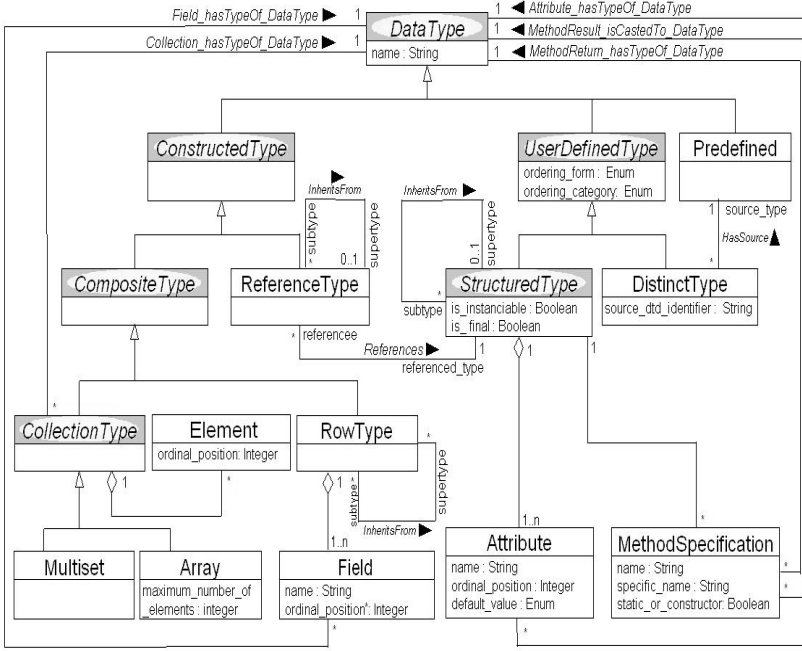 Field_hasTypeOf_DataType ▶ 1
1 ◀ Attribute_hasTypeOf_DataType
DataType
1 ◀ MethodResult_isCastedTo_DataType
Collection_hasTypeOf_DataType ▶ 1
name : String
1 ◀ MethodReturn_hasTypeOf_DataType
ConstructedType
UserDefinedType
ordering_form : Enum
ordering_category: Enum
Predefined
1 source_type
HasSource ▲
*
InheritsFrom ▶
subtype
*
0..1
supertype
InheritsFrom ▶
0..1
supertype
subtype *
CompositeType
ReferenceType
StructuredType
is_instanciable : Boolean
is_final : Boolean
DistinctType
source_dtd_identifier : String
* referencee
References ▶ 1
referenced_type
1
1
*
CollectionType
Element
ordinal_position: Integer
RowType
*
1
*
1
subtype *
supertype
InheritsFrom ▶
1..n
1..n
*
Multiset
Array
maximum_number_of
_elements : integer
Field
name : String
ordinal_position*: Integer
*
Attribute
name : String
ordinal_position : Integer
default_value : Enum
*
MethodSpecification
name : String
specific_name : String
static_or_constructor: Boolean
*
*